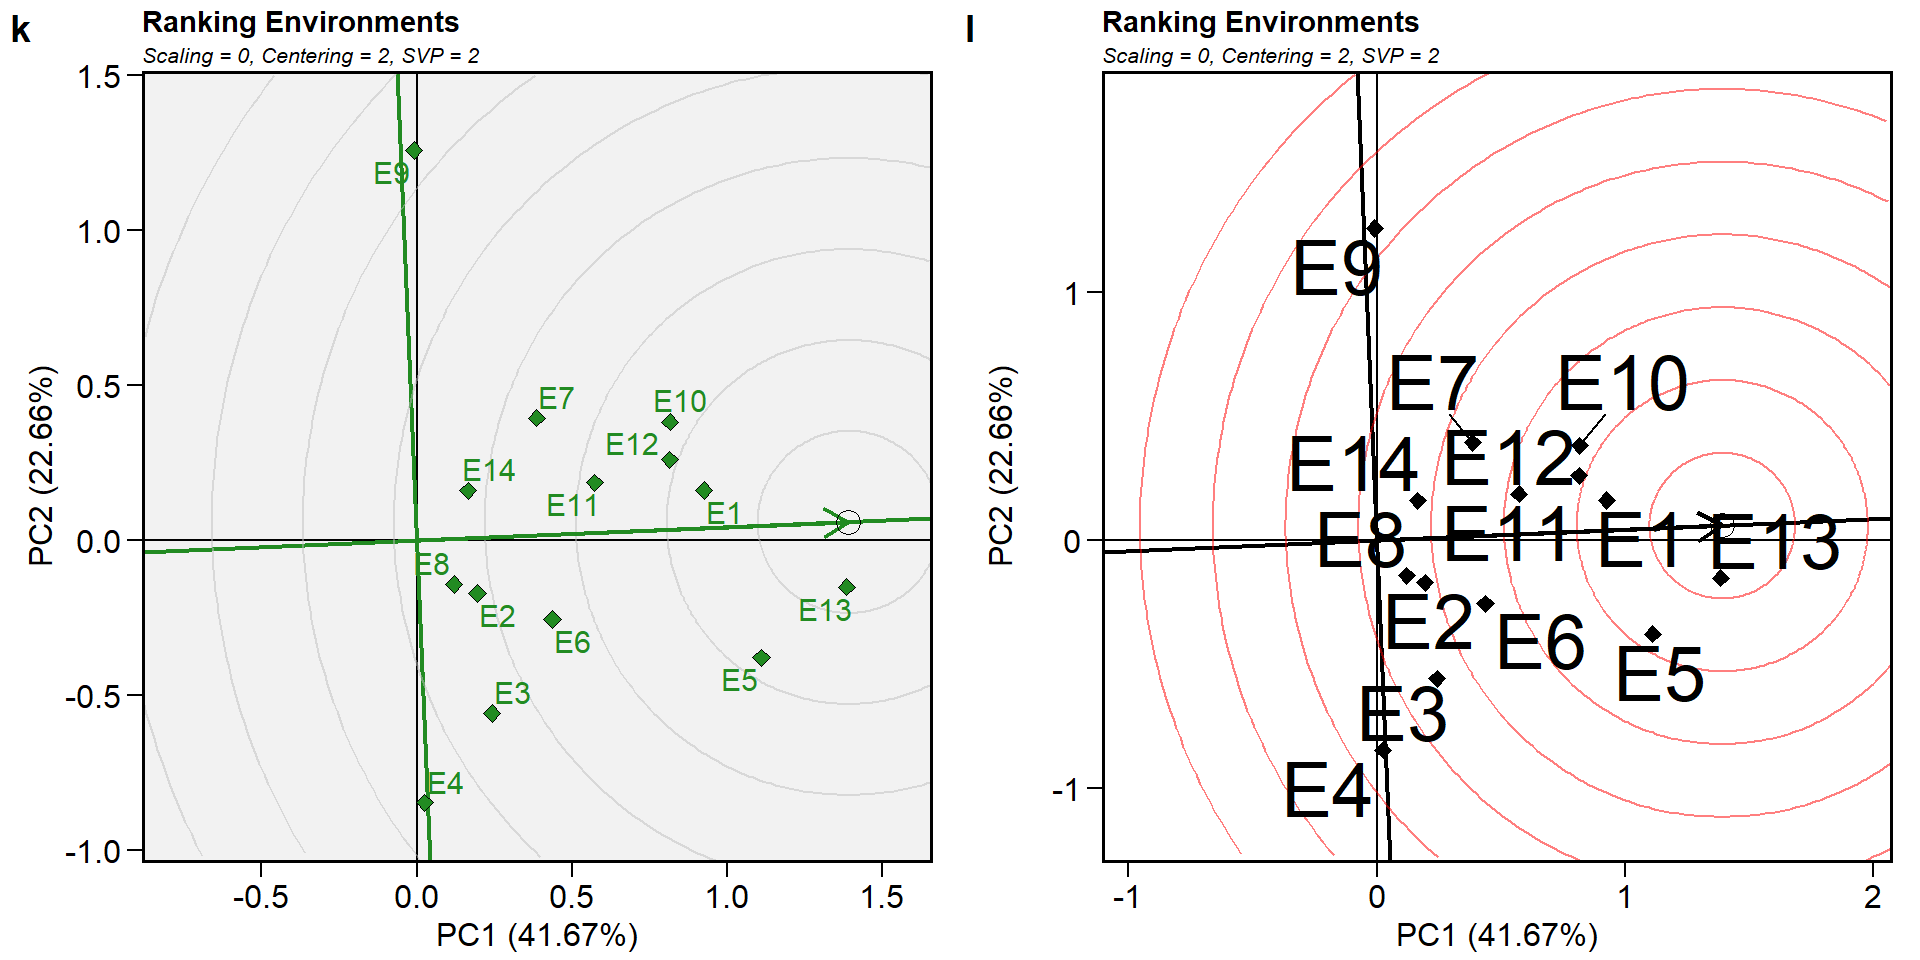 k
Ranking Environments
Scaling = 0, Centering = 2, SVP = 2
1.5
1.0
0.5
0.0
-0.5
-1.0
PC2 (22.66%)
E9
E7
E10
E12
E14
E11
E1
E8
E2
E13
E6
E5
E3
E4
-0.5
0.0
0.5
1.0
1.5
PC1 (41.67%)
l
Ranking Environments
Scaling = 0, Centering = 2, SVP = 2
1
0
-1
PC2 (22.66%)
E9
E7
E10
E14
E12
E8
E11
E1
E13
E2
E6
E5
E3
E4
-1
0
1
2
PC1 (41.67%)